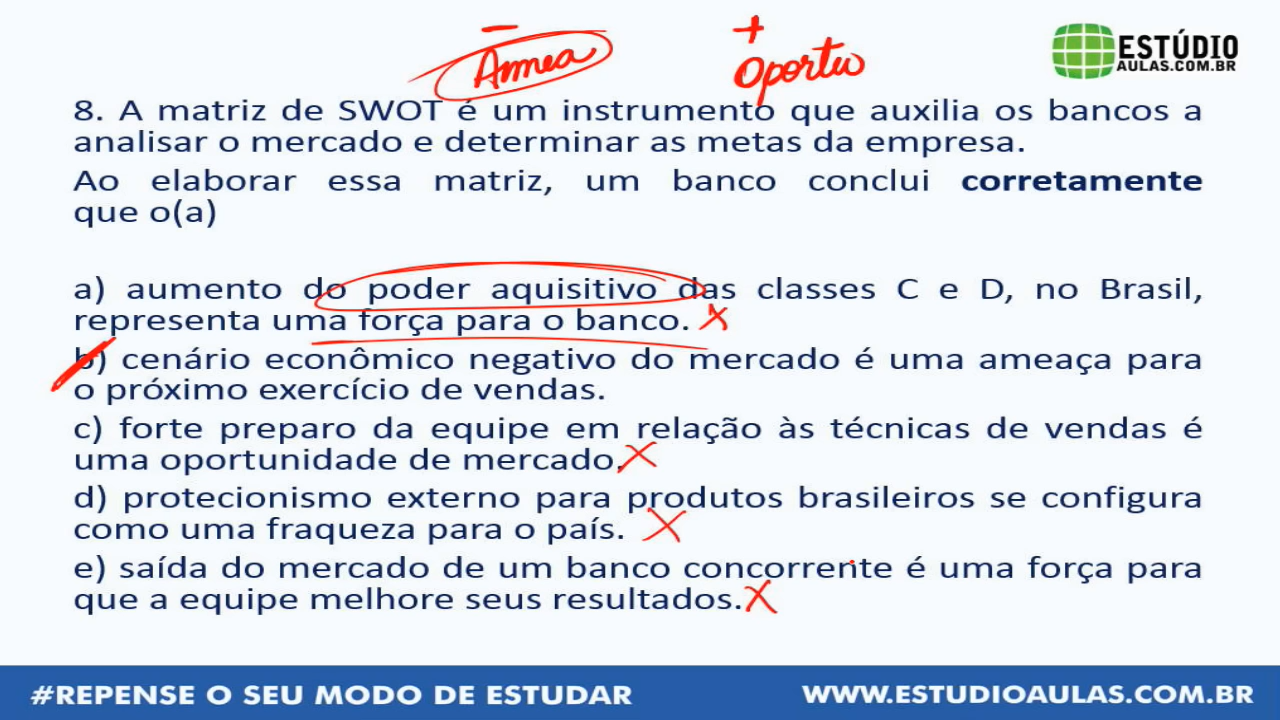 − +
Ameça Oportu
ESTÚDIO
AULAS.COM.BR
8. A matriz de SWOT é um instrumento que auxilia os bancos a
analisar o mercado e determinar as metas da empresa.
Ao elaborar essa matriz, um banco conclui corretamente
que o(a)
a) aumento do poder aquisitivo das classes C e D, no Brasil,
representa uma força para o banco.
b) cenário econômico negativo do mercado é uma ameaça para
o próximo exercício de vendas.
c) forte preparo da equipe em relação às técnicas de vendas é
uma oportunidade de mercado.
d) protecionismo externo para produtos brasileiros se configura
como uma fraqueza para o país.
e) saída do mercado de um banco concorrente é uma força para
que a equipe melhore seus resultados.
#REPENSE O SEU MODO DE ESTUDAR WWW.ESTUDIOAULAS.COM.BR